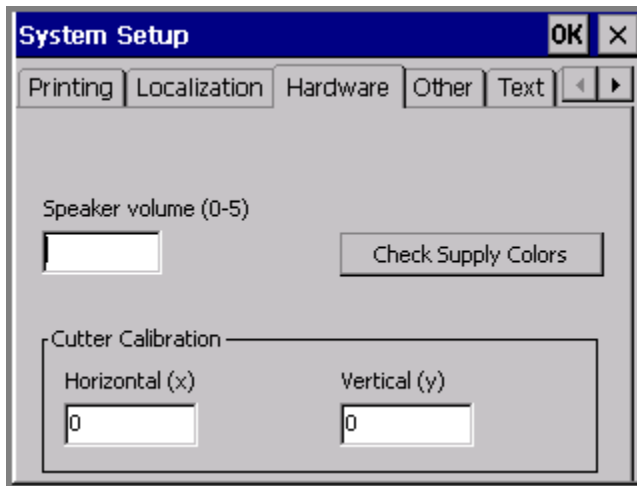 System Setup OK ×
Printing Localization Hardware Other Text
Speaker volume (0-5)
Check Supply Colors
Cutter Calibration
Horizontal (x) Vertical (y)
0 0